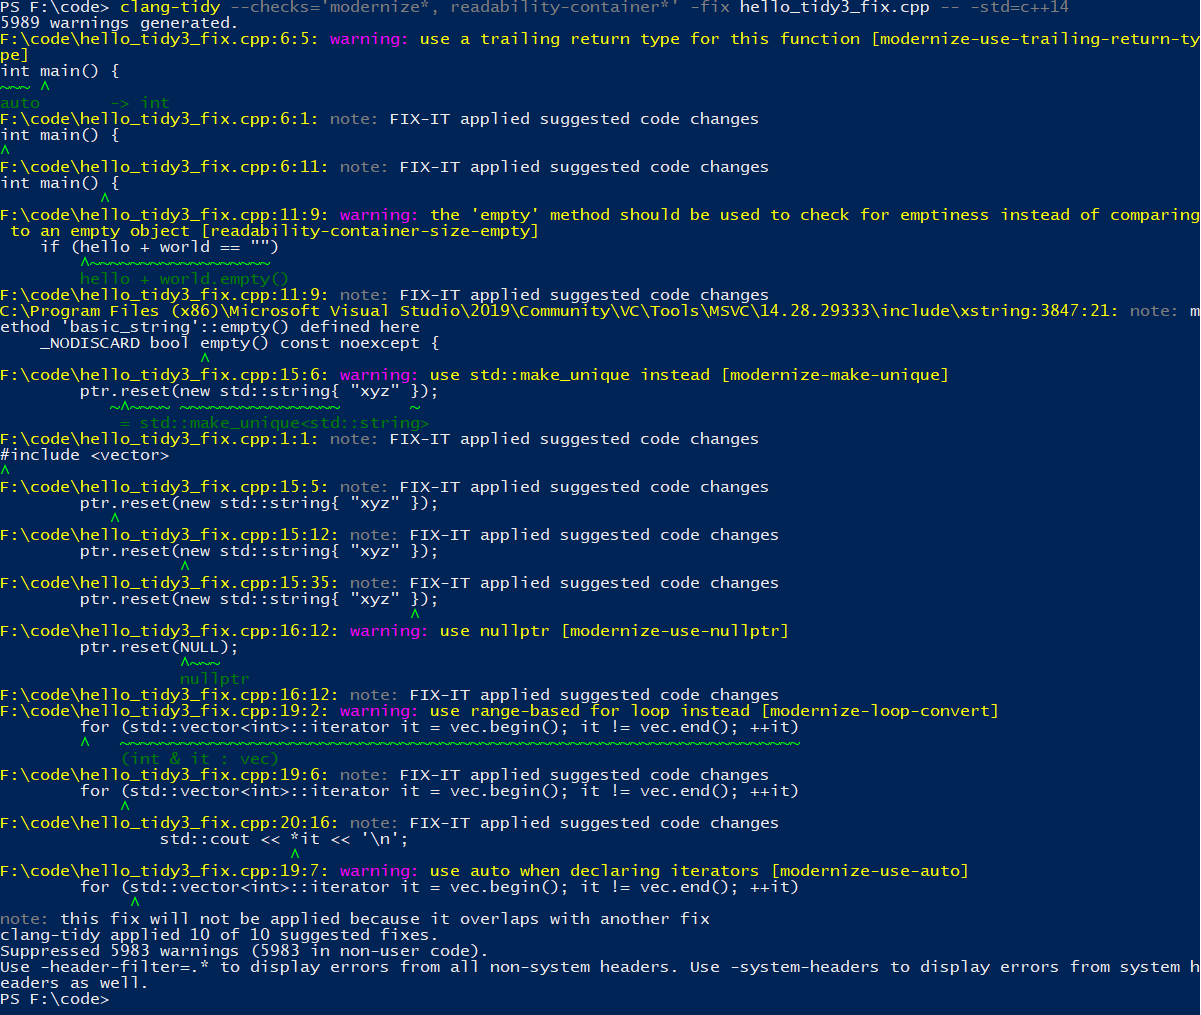 PS F:\code> clang-tidy --checks='modernize*, readability-container*' -fix hello_tidy3_fix.cpp -- -std=c++14
5989 warnings generated.
F:\code\hello_tidy3_fix.cpp:6:5: warning: use a trailing return type for this function [modernize-use-trailing-return-ty
pe]
int main() {
~~~ ^
auto       -> int
F:\code\hello_tidy3_fix.cpp:6:1: note: FIX-IT applied suggested code changes
int main() {
^
F:\code\hello_tidy3_fix.cpp:6:11: note: FIX-IT applied suggested code changes
int main() {
          ^
F:\code\hello_tidy3_fix.cpp:11:9: warning: the 'empty' method should be used to check for emptiness instead of comparing
 to an empty object [readability-container-size-empty]
    if (hello + world == "")
        ^~~~~~~~~~~~~~~~~~~
        hello + world.empty()
F:\code\hello_tidy3_fix.cpp:11:9: note: FIX-IT applied suggested code changes
C:\Program Files (x86)\Microsoft Visual Studio\2019\Community\VC\Tools\MSVC\14.28.29333\include\xstring:3847:21: note: m
ethod 'basic_string'::empty() defined here
    _NODISCARD bool empty() const noexcept {
                    ^
F:\code\hello_tidy3_fix.cpp:15:6: warning: use std::make_unique instead [modernize-make-unique]
        ptr.reset(new std::string{ "xyz" });
           ~^~~~~ ~~~~~~~~~~~~~~~~       ~
            = std::make_unique<std::string>
F:\code\hello_tidy3_fix.cpp:1:1: note: FIX-IT applied suggested code changes
#include <vector>
^
F:\code\hello_tidy3_fix.cpp:15:5: note: FIX-IT applied suggested code changes
        ptr.reset(new std::string{ "xyz" });
           ^
F:\code\hello_tidy3_fix.cpp:15:12: note: FIX-IT applied suggested code changes
        ptr.reset(new std::string{ "xyz" });
                  ^
F:\code\hello_tidy3_fix.cpp:15:35: note: FIX-IT applied suggested code changes
        ptr.reset(new std::string{ "xyz" });
                                         ^
F:\code\hello_tidy3_fix.cpp:16:12: warning: use nullptr [modernize-use-nullptr]
        ptr.reset(NULL);
                  ^~~~
                  nullptr
F:\code\hello_tidy3_fix.cpp:16:12: note: FIX-IT applied suggested code changes
F:\code\hello_tidy3_fix.cpp:19:2: warning: use range-based for loop instead [modernize-loop-convert]
        for (std::vector<int>::iterator it = vec.begin(); it != vec.end(); ++it)
        ^   ~~~~~~~~~~~~~~~~~~~~~~~~~~~~~~~~~~~~~~~~~~~~~~~~~~~~~~~~~~~~~~~~~~~~
            (int & it : vec)
F:\code\hello_tidy3_fix.cpp:19:6: note: FIX-IT applied suggested code changes
        for (std::vector<int>::iterator it = vec.begin(); it != vec.end(); ++it)
            ^
F:\code\hello_tidy3_fix.cpp:20:16: note: FIX-IT applied suggested code changes
                std::cout << *it << '\n';
                             ^
F:\code\hello_tidy3_fix.cpp:19:7: warning: use auto when declaring iterators [modernize-use-auto]
        for (std::vector<int>::iterator it = vec.begin(); it != vec.end(); ++it)
             ^
note: this fix will not be applied because it overlaps with another fix
clang-tidy applied 10 of 10 suggested fixes.
Suppressed 5983 warnings (5983 in non-user code).
Use -header-filter=.* to display errors from all non-system headers. Use -system-headers to display errors from system h
eaders as well.
PS F:\code>